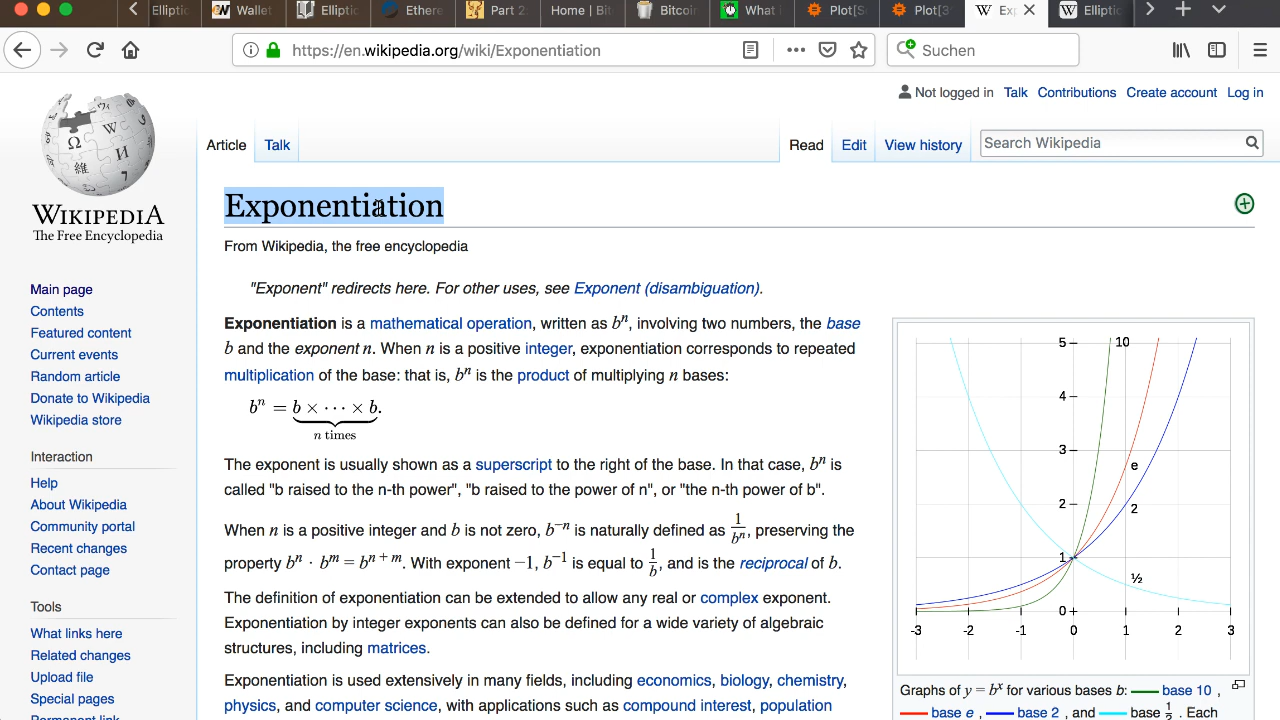 Elliptic
Wallet
Elliptic
Ethere
Part 2
Home | Bit
Bitcoin
What i
Plot[S
Plot[3
Exp
Elliptic
https://en.wikipedia.org/wiki/Exponentiation
Suchen
Not logged in Talk Contributions Create account Log in
Article Talk Read Edit View history Search Wikipedia
WIKIPEDIA
The Free Encyclopedia
Main page
Contents
Featured content
Current events
Random article
Donate to Wikipedia
Wikipedia store
Interaction
Help
About Wikipedia
Community portal
Recent changes
Contact page
Tools
What links here
Related changes
Upload file
Special pages
Permanent link
Exponentiation
From Wikipedia, the free encyclopedia
"Exponent" redirects here. For other uses, see Exponent (disambiguation).
Exponentiation is a mathematical operation, written as bⁿ, involving two numbers, the base
b and the exponent n. When n is a positive integer, exponentiation corresponds to repeated
multiplication of the base: that is, bⁿ is the product of multiplying n bases:
bⁿ = b × ⋯ × b.
n times
The exponent is usually shown as a superscript to the right of the base. In that case, bⁿ is
called "b raised to the n-th power", "b raised to the power of n", or "the n-th power of b".
When n is a positive integer and b is not zero, b⁻ⁿ is naturally defined as 1/bⁿ, preserving the
property bⁿ · bᵐ = bⁿ⁺ᵐ. With exponent −1, b⁻¹ is equal to 1/b, and is the reciprocal of b.
The definition of exponentiation can be extended to allow any real or complex exponent.
Exponentiation by integer exponents can also be defined for a wide variety of algebraic
structures, including matrices.
Exponentiation is used extensively in many fields, including economics, biology, chemistry,
physics, and computer science, with applications such as compound interest, population
5 10
4
3
e
2 2
1
½
0
-3 -2 -1 0 1 2 3
Graphs of y = bˣ for various bases b: base 10 ,
base e , base 2 , and base ½ . Each